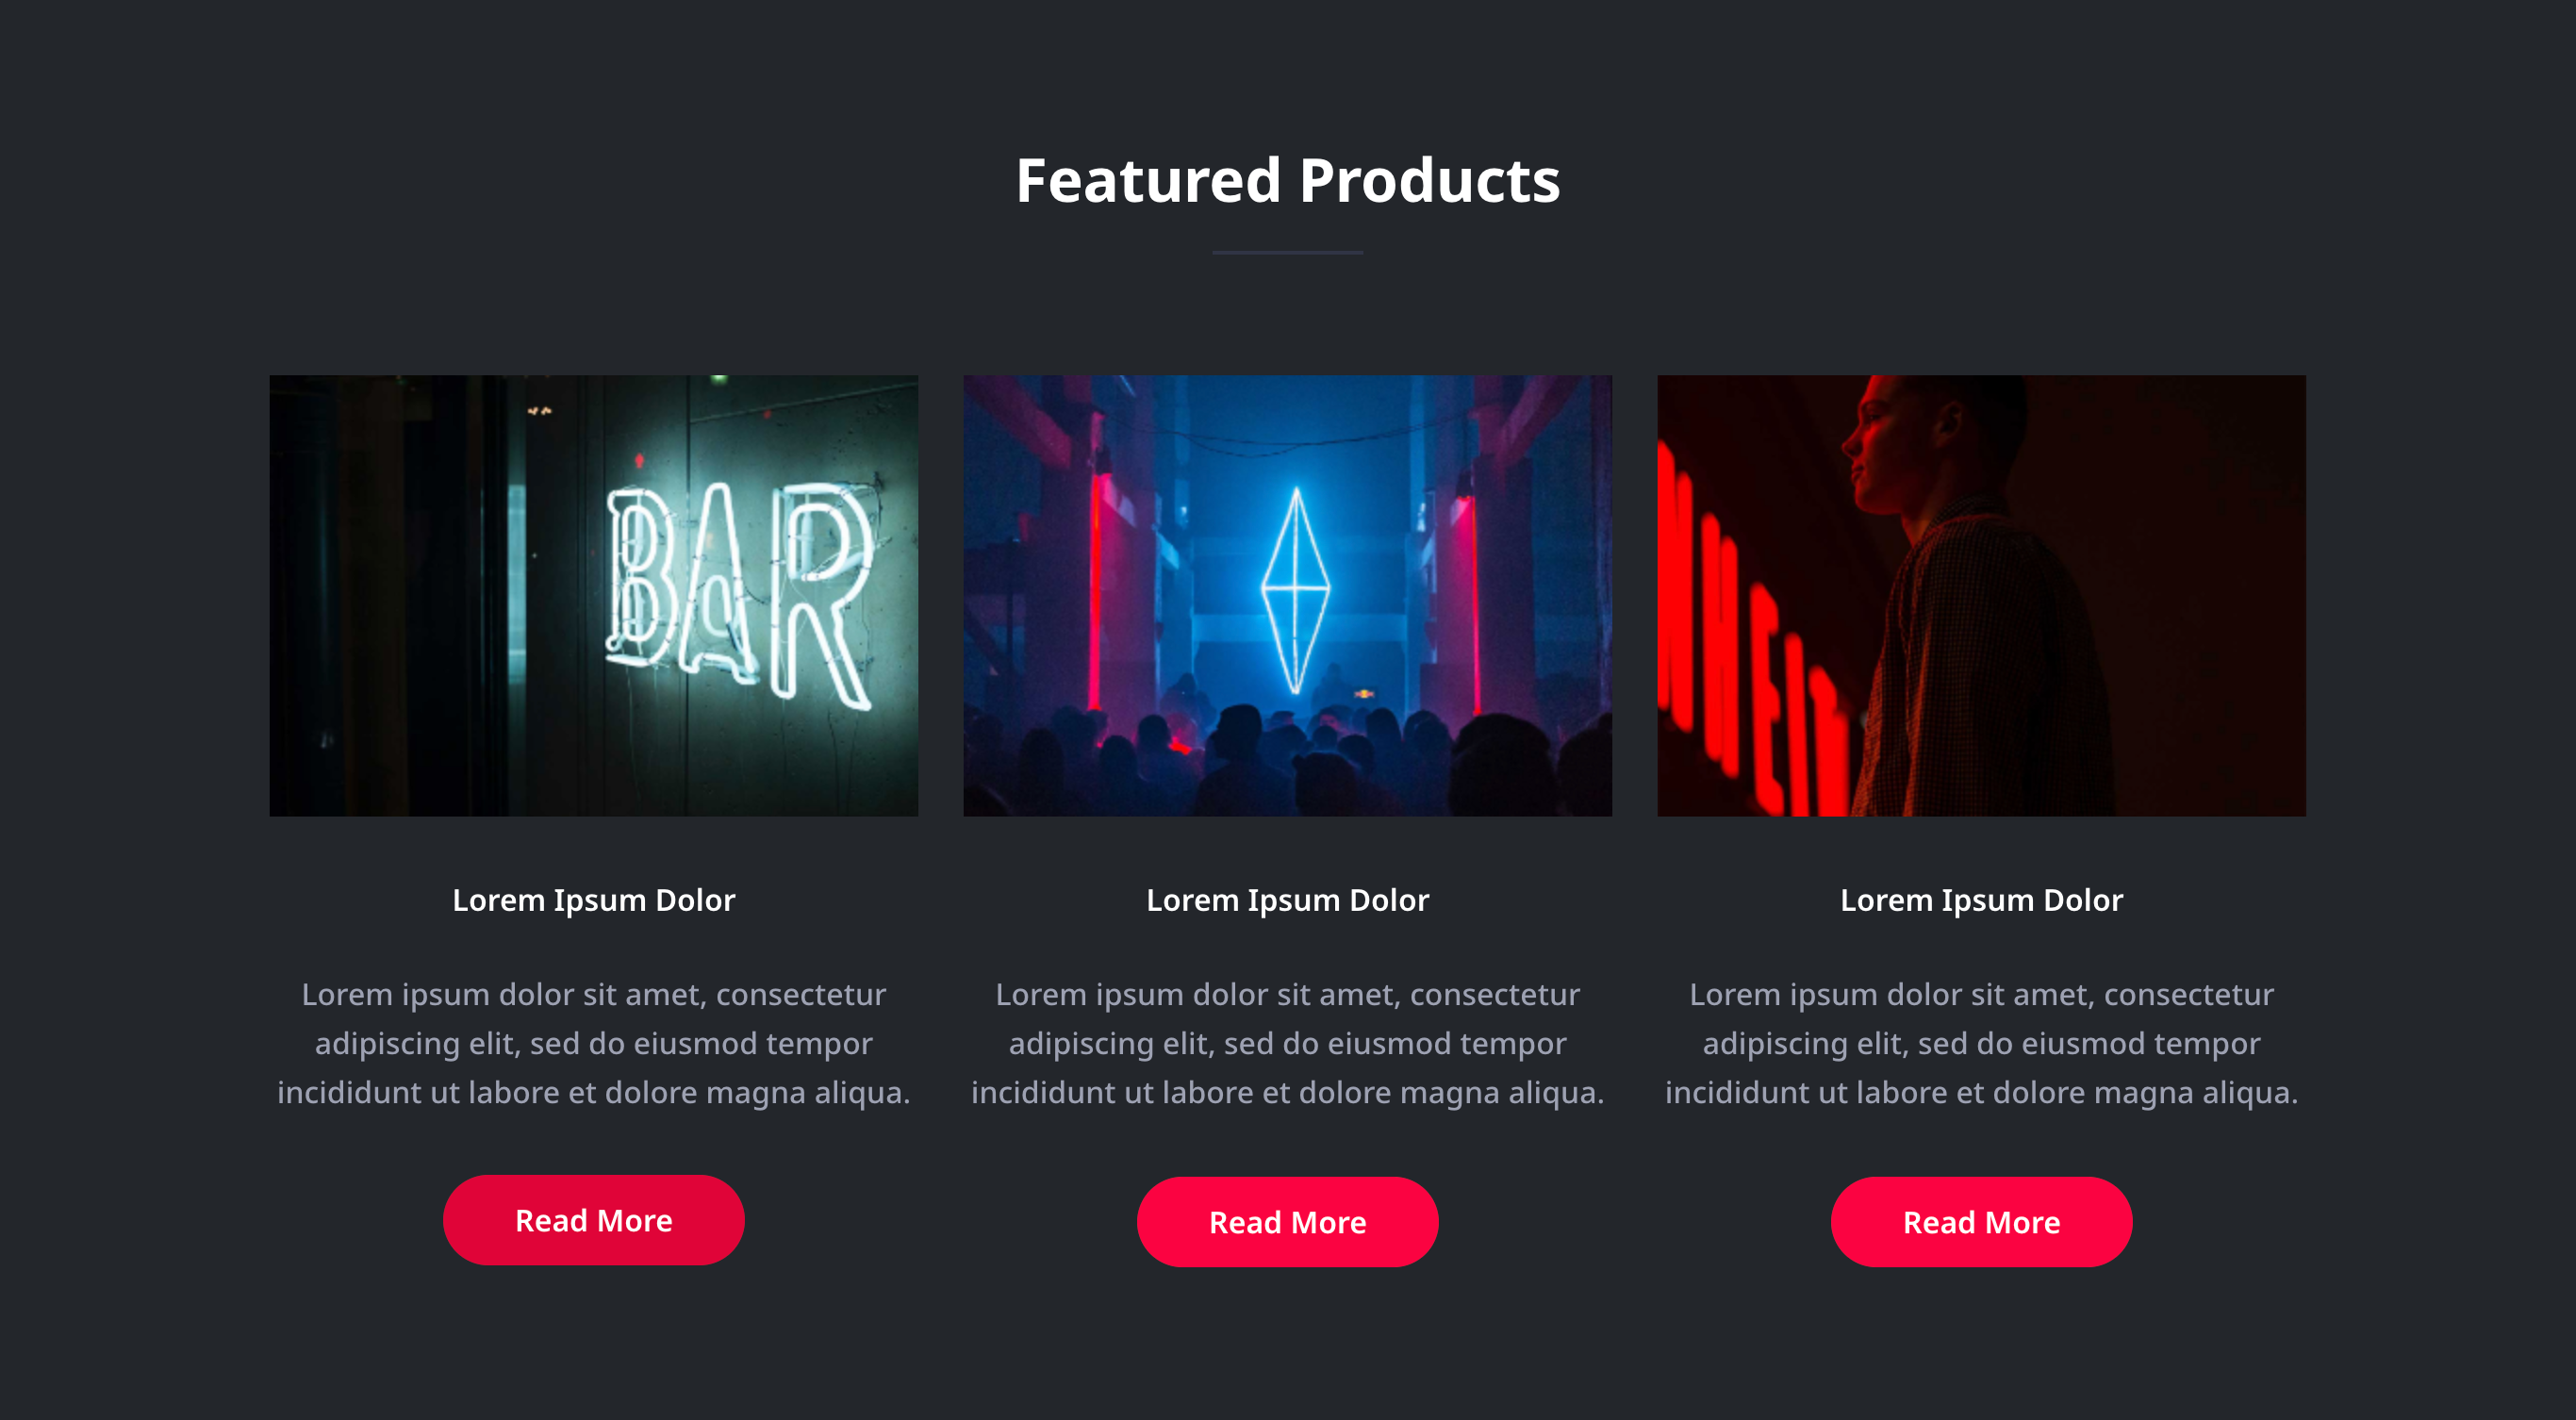 Featured Products
BAR
Lorem Ipsum Dolor
Lorem ipsum dolor sit amet, consectetur
adipiscing elit, sed do eiusmod tempor
incididunt ut labore et dolore magna aliqua.
Read More
Lorem Ipsum Dolor
Lorem ipsum dolor sit amet, consectetur
adipiscing elit, sed do eiusmod tempor
incididunt ut labore et dolore magna aliqua.
Read More
Lorem Ipsum Dolor
Lorem ipsum dolor sit amet, consectetur
adipiscing elit, sed do eiusmod tempor
incididunt ut labore et dolore magna aliqua.
Read More